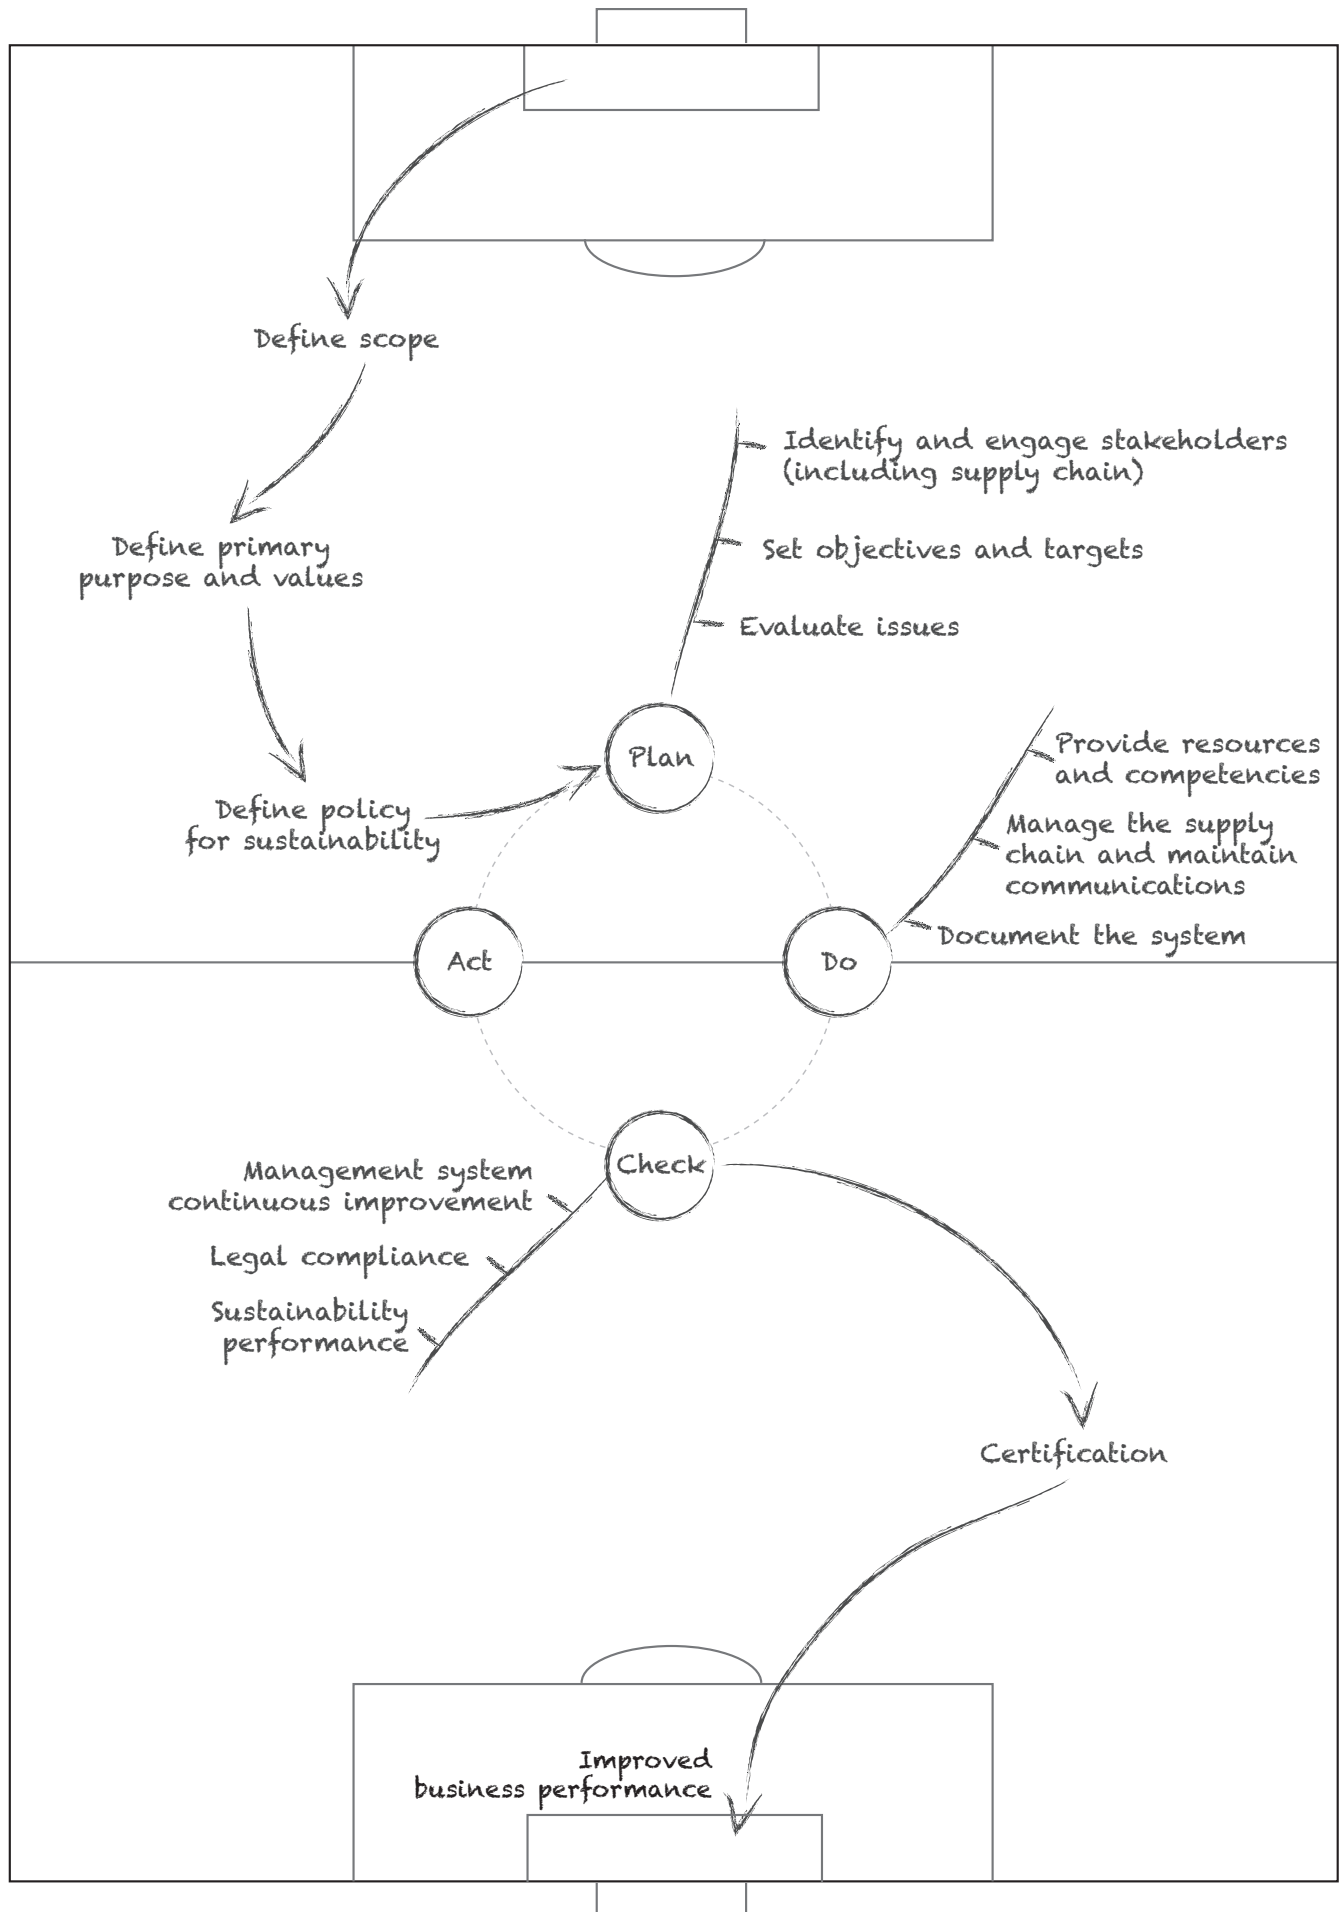 Define scope
Identify and engage stakeholders
(including supply chain)
Define primary
purpose and values
Set objectives and targets
Evaluate issues
Plan
Provide resources
and competencies
Define policy
for sustainability
Manage the supply
chain and maintain
communications
Document the system
Act
Do
Check
Management system
continuous improvement
Legal compliance
Sustainability
performance
Certification
Improved
business performance